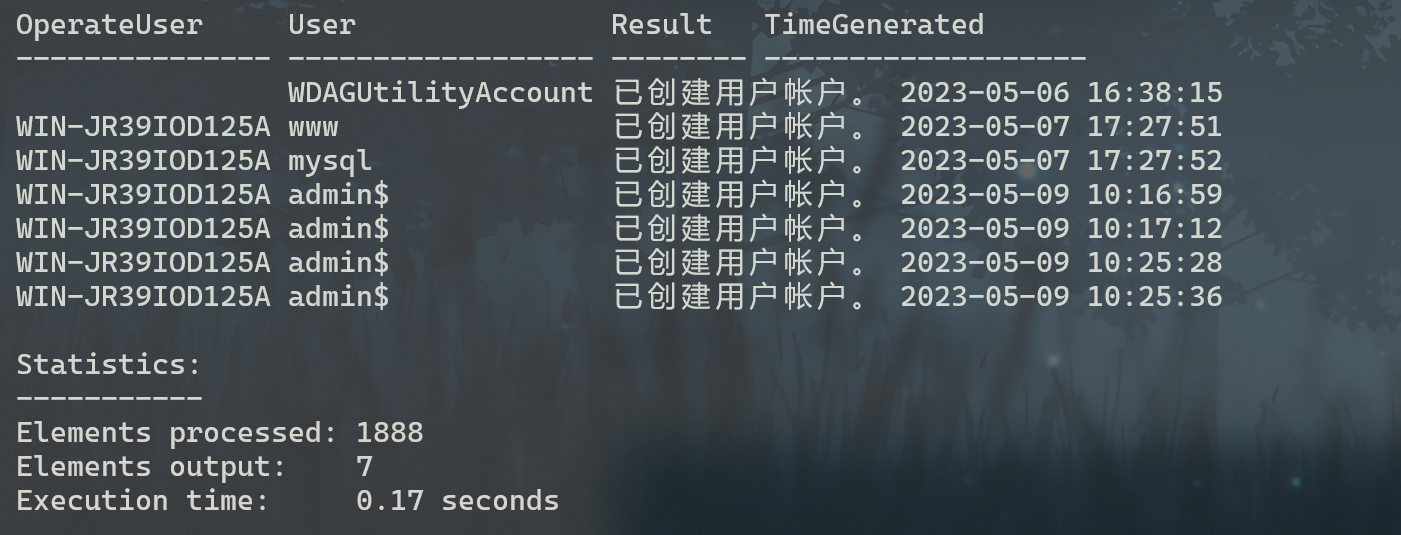 OperateUser     User               Result   TimeGenerated
--------------- ------------------ -------- -------------------
                WDAGUtilityAccount 已创建用户帐户。 2023-05-06 16:38:15
WIN-JR39IOD125A www                已创建用户帐户。 2023-05-07 17:27:51
WIN-JR39IOD125A mysql              已创建用户帐户。 2023-05-07 17:27:52
WIN-JR39IOD125A admin$             已创建用户帐户。 2023-05-09 10:16:59
WIN-JR39IOD125A admin$             已创建用户帐户。 2023-05-09 10:17:12
WIN-JR39IOD125A admin$             已创建用户帐户。 2023-05-09 10:25:28
WIN-JR39IOD125A admin$             已创建用户帐户。 2023-05-09 10:25:36
Statistics:
-----------
Elements processed: 1888
Elements output:    7
Execution time:     0.17 seconds